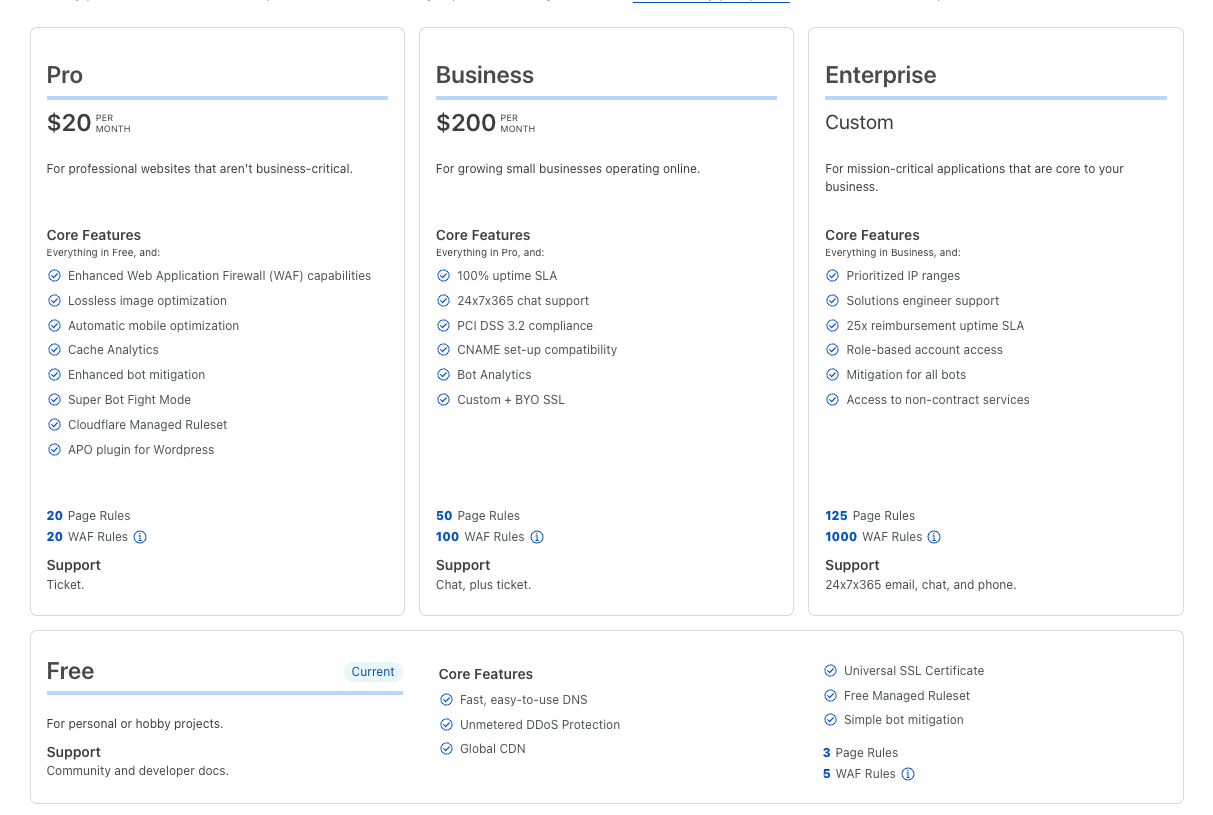 Pro
$20 PER MONTH
For professional websites that aren't business-critical.
Core Features
Everything in Free, and:
Enhanced Web Application Firewall (WAF) capabilities
Lossless image optimization
Automatic mobile optimization
Cache Analytics
Enhanced bot mitigation
Super Bot Fight Mode
Cloudflare Managed Ruleset
APO plugin for Wordpress
20 Page Rules
20 WAF Rules
Support
Ticket.
Business
$200 PER MONTH
For growing small businesses operating online.
Core Features
Everything in Pro, and:
100% uptime SLA
24x7x365 chat support
PCI DSS 3.2 compliance
CNAME set-up compatibility
Bot Analytics
Custom + BYO SSL
50 Page Rules
100 WAF Rules
Support
Chat, plus ticket.
Enterprise
Custom
For mission-critical applications that are core to your
business.
Core Features
Everything in Business, and:
Prioritized IP ranges
Solutions engineer support
25x reimbursement uptime SLA
Role-based account access
Mitigation for all bots
Access to non-contract services
125 Page Rules
1000 WAF Rules
Support
24x7x365 email, chat, and phone.
Free
Current
For personal or hobby projects.
Support
Community and developer docs.
Core Features
Fast, easy-to-use DNS
Unmetered DDoS Protection
Global CDN
Universal SSL Certificate
Free Managed Ruleset
Simple bot mitigation
3 Page Rules
5 WAF Rules